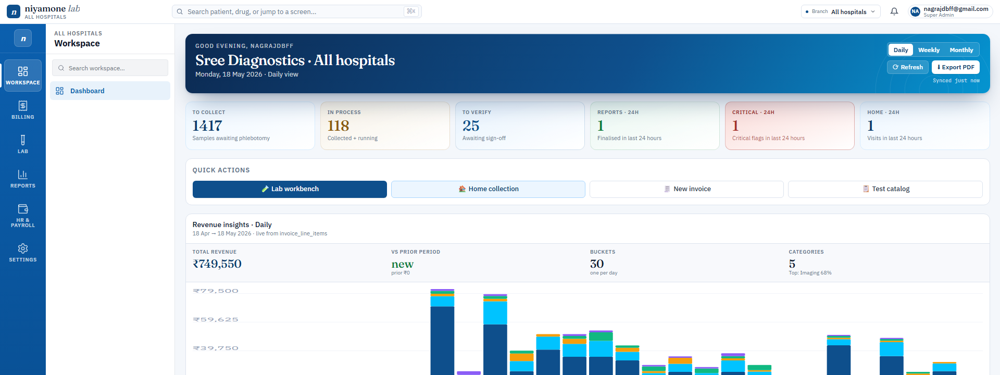 n niyamone lab
ALL HOSPITALS
Search patient, drug, or jump to a screen... ⌘K
Branch All hospitals
NA nagrajdbff@gmail.com
Super Admin
n
WORKSPACE
BILLING
LAB
REPORTS
HR &
PAYROLL
SETTINGS
ALL HOSPITALS
Workspace
Search workspace...
Dashboard
GOOD EVENING, NAGRAJDBFF
Sree Diagnostics · All hospitals
Monday, 18 May 2026 · Daily view
Daily Weekly Monthly
⟳ Refresh ⬇ Export PDF
Synced just now
TO COLLECT
1417
Samples awaiting phlebotomy
IN PROCESS
118
Collected + running
TO VERIFY
25
Awaiting sign-off
REPORTS · 24H
1
Finalised in last 24 hours
CRITICAL · 24H
1
Critical flags in last 24 hours
HOME · 24H
1
Visits in last 24 hours
QUICK ACTIONS
Lab workbench
Home collection
New invoice
Test catalog
Revenue insights · Daily
18 Apr → 18 May 2026 · live from invoice_line_items
TOTAL REVENUE
₹749,550
VS PRIOR PERIOD
new
prior ₹0
BUCKETS
30
one per day
CATEGORIES
5
Top: Imaging 68%
₹79,500
₹59,625
₹39,750